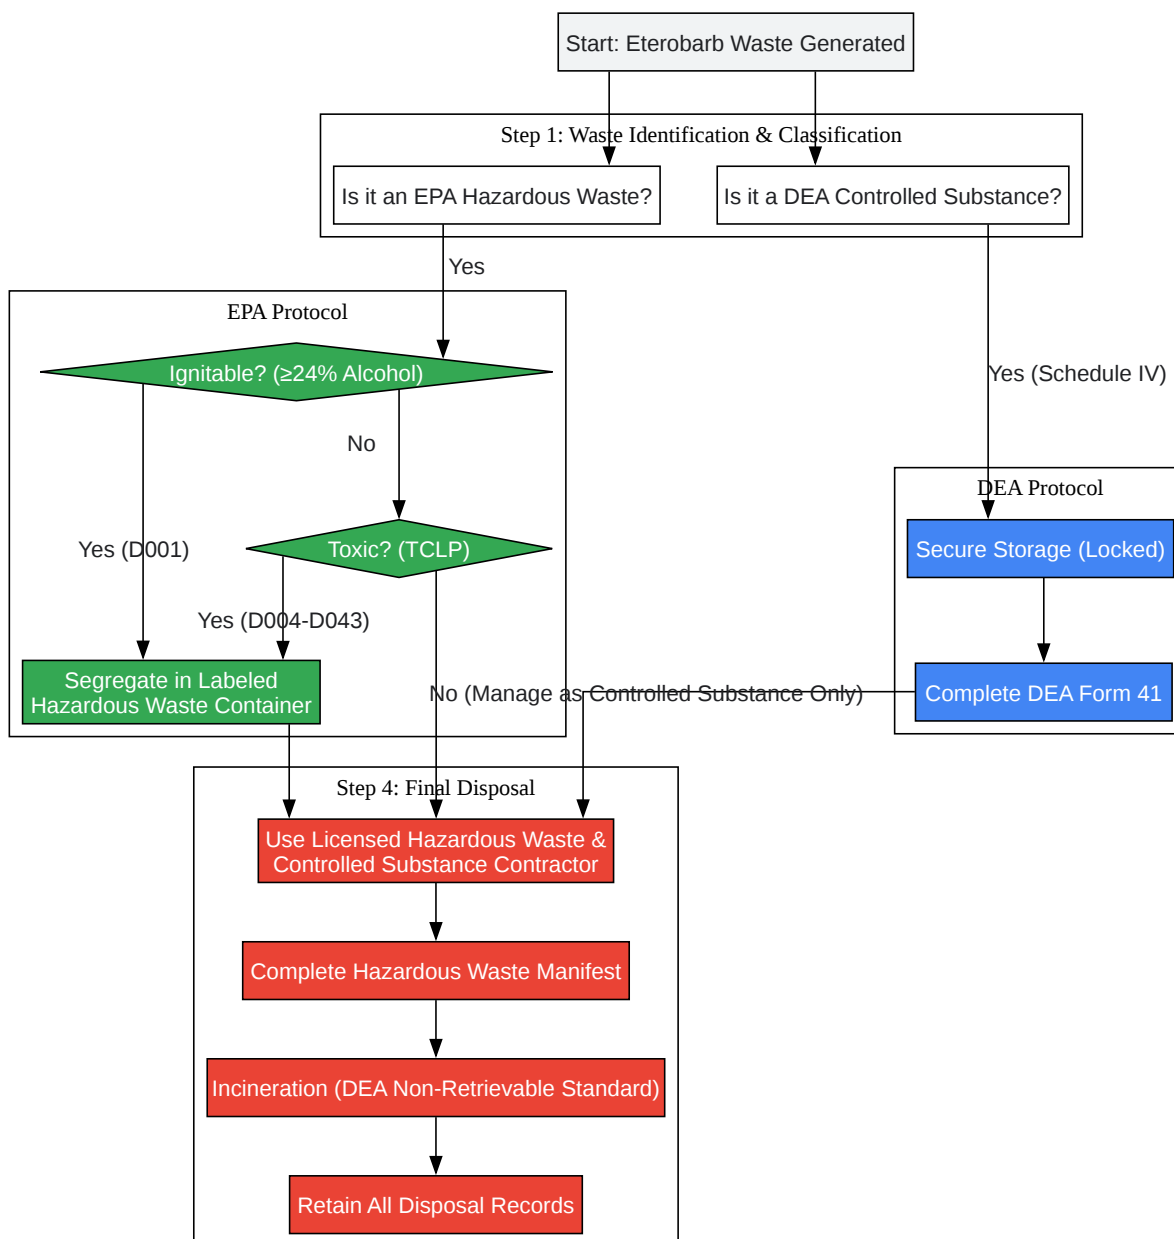 Start: Eterobarb Waste Generated
Step 1: Waste Identification & Classification
Is it an EPA Hazardous Waste?
Is it a DEA Controlled Substance?
Yes
EPA Protocol
Ignitable? (≥24% Alcohol)
Yes (Schedule IV)
No
DEA Protocol
Yes (D001)
Toxic? (TCLP)
Secure Storage (Locked)
Yes (D004-D043)
Segregate in Labeled
Hazardous Waste Container
No (Manage as Controlled Substance Only)
Complete DEA Form 41
Step 4: Final Disposal
Use Licensed Hazardous Waste &
Controlled Substance Contractor
Complete Hazardous Waste Manifest
Incineration (DEA Non-Retrievable Standard)
Retain All Disposal Records